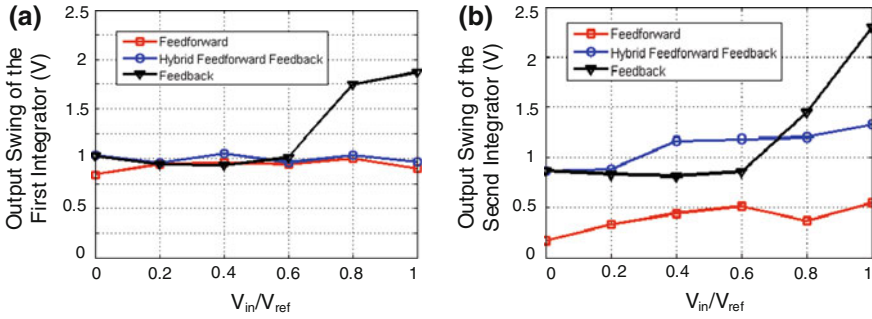 (a)
Output Swing of the
First Integrator (V)
2.5
2
1.5
1
0.5
0
Feedforward
Hybrid Feedforward Feedback
Feedback
0 0.2 0.4 0.6 0.8 1
Vin/Vref
(b)
Output Swing of the
Secnd Integrator (V)
2.5
2
1.5
1
0.5
0
Feedforward
Hybrid Feedforward Feedback
Feedback
0 0.2 0.4 0.6 0.8 1
Vin/Vref